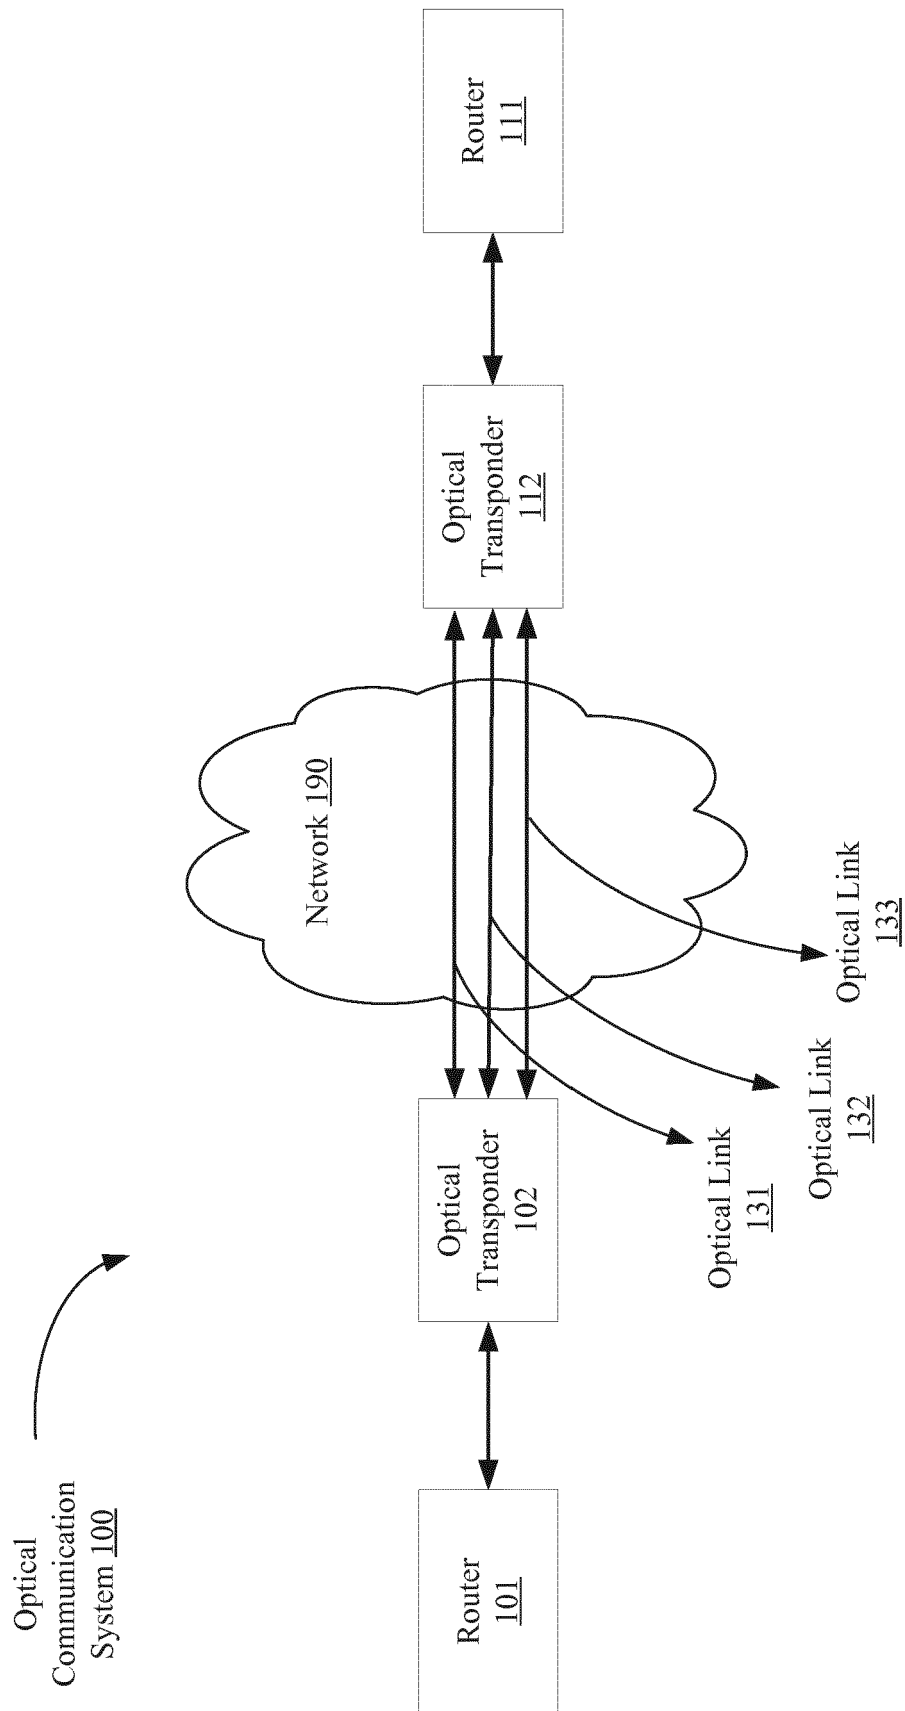 Optical
Communication
System 100
Router
101
Optical
Transponder
102
Network 190
Optical Link
131
Optical Link
132
Optical Link
133
Optical
Transponder
112
Router
111